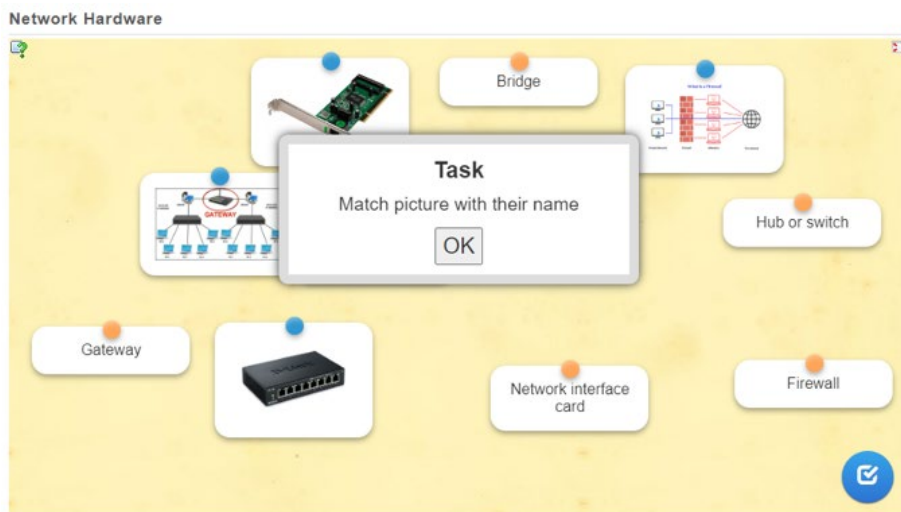 Network Hardware
Bridge
Task
Match picture with their name
OK
GATEWAY
Hub or switch
Gateway
D-Link
Network interface
card
Firewall